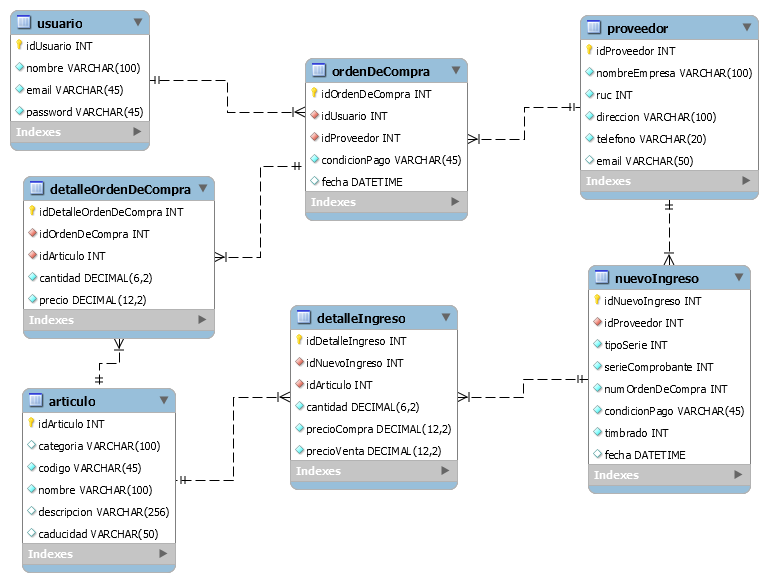 usuario
idUsuario INT
nombre VARCHAR(100)
email VARCHAR(45)
password VARCHAR(45)
Indexes
ordenDeCompra
idOrdenDeCompra INT
idUsuario INT
idProveedor INT
condicionPago VARCHAR(45)
fecha DATETIME
Indexes
proveedor
idProveedor INT
nombreEmpresa VARCHAR(100)
ruc INT
direccion VARCHAR(100)
telefono VARCHAR(20)
email VARCHAR(50)
Indexes
detalleOrdenDeCompra
idDetalleOrdenDeCompra INT
idOrdenDeCompra INT
idArticulo INT
cantidad DECIMAL(6,2)
precio DECIMAL(12,2)
Indexes
detalleIngreso
idDetalleIngreso INT
idNuevoIngreso INT
idArticulo INT
cantidad DECIMAL(6,2)
precioCompra DECIMAL(12,2)
precioVenta DECIMAL(12,2)
Indexes
nuevoIngreso
idNuevoIngreso INT
idProveedor INT
tipoSerie INT
serieComprobante INT
numOrdenDeCompra INT
condicionPago VARCHAR(45)
timbrado INT
fecha DATETIME
Indexes
articulo
idArticulo INT
categoria VARCHAR(100)
codigo VARCHAR(45)
nombre VARCHAR(100)
descripcion VARCHAR(256)
caducidad VARCHAR(50)
Indexes